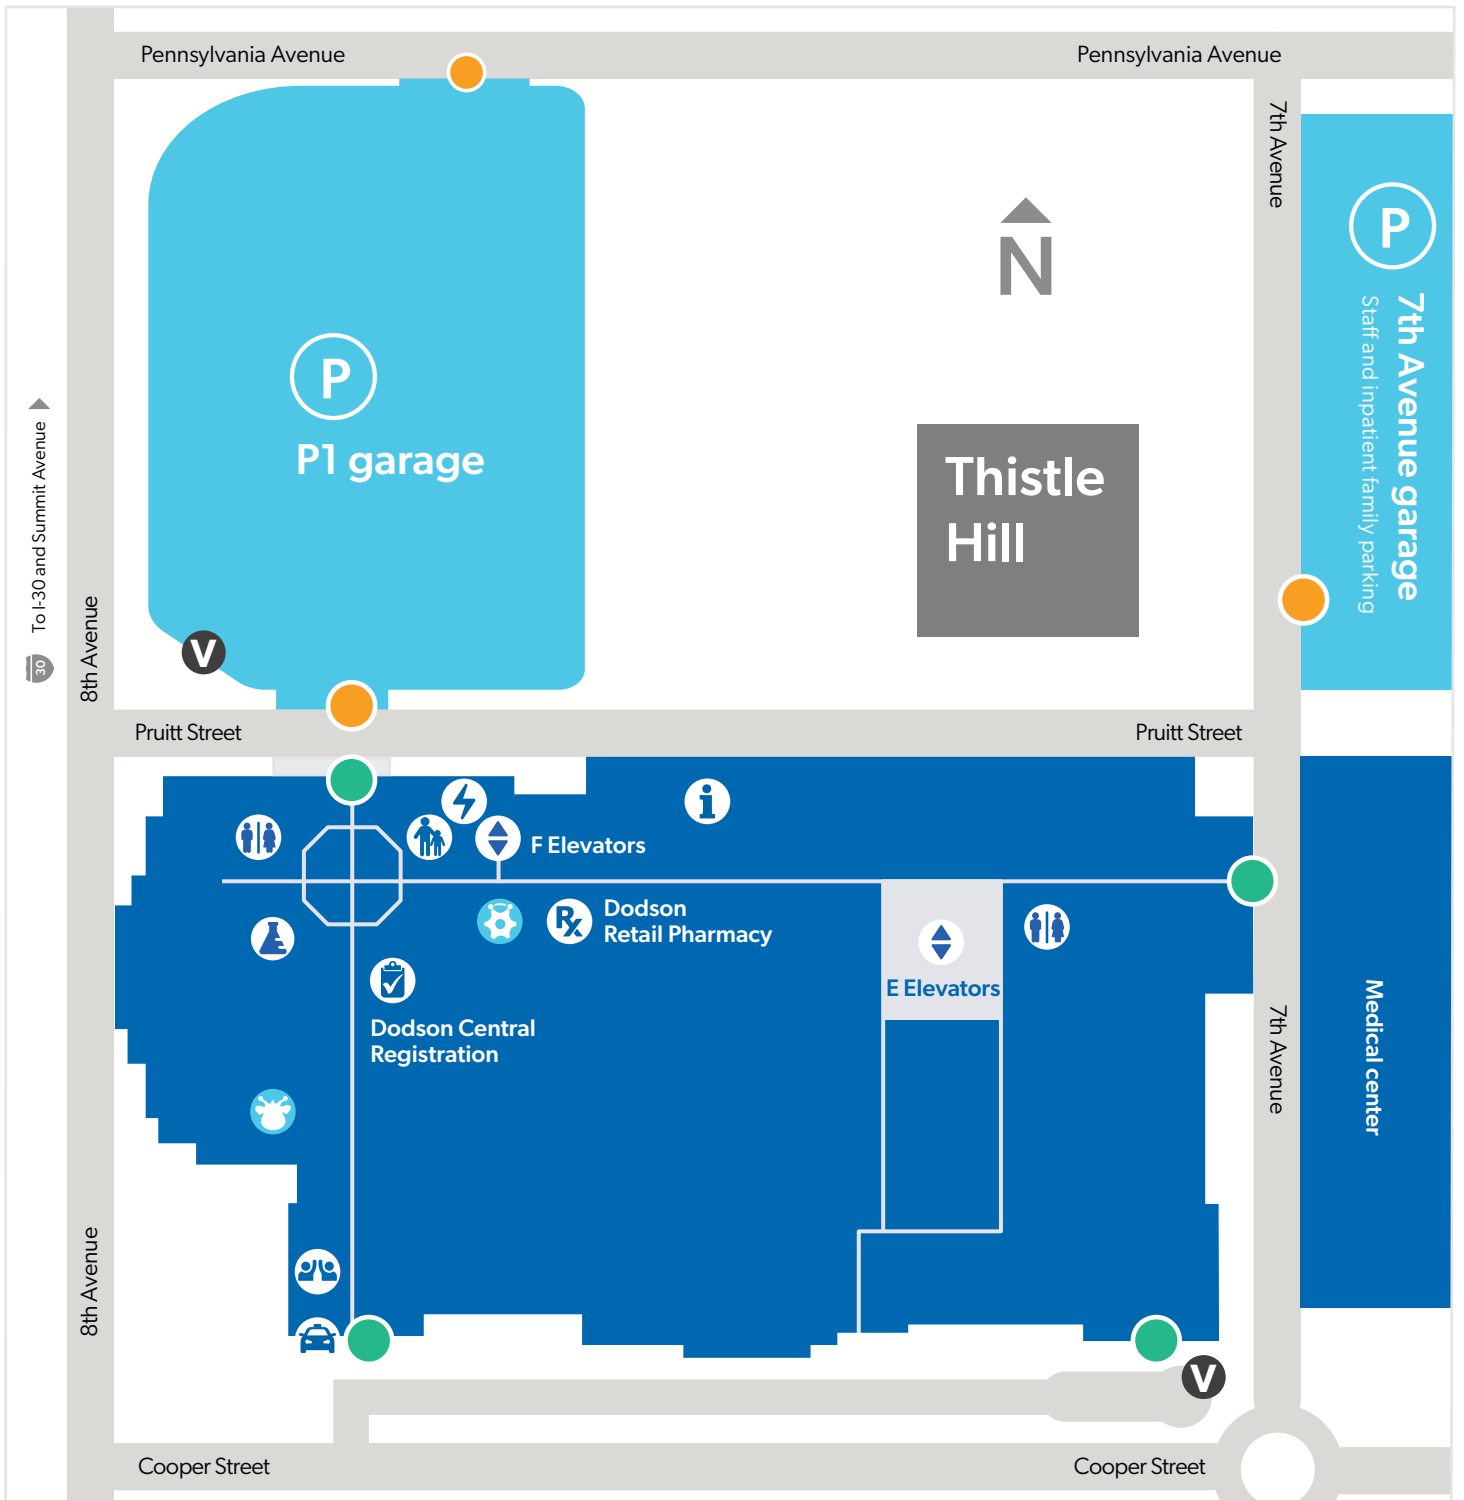 Pennsylvania Avenue
Pennsylvania Avenue
7th Avenue
P
7th Avenue garage
Staff and inpatient family parking
N
P
P1 garage
Thistle
Hill
To I-30 and Summit Avenue
30
8th Avenue
V
Pruitt Street
Pruitt Street
i
F Elevators
Rx
Dodson
Retail Pharmacy
E Elevators
Dodson Central
Registration
7th Avenue
Medical center
8th Avenue
V
Cooper Street
Cooper Street